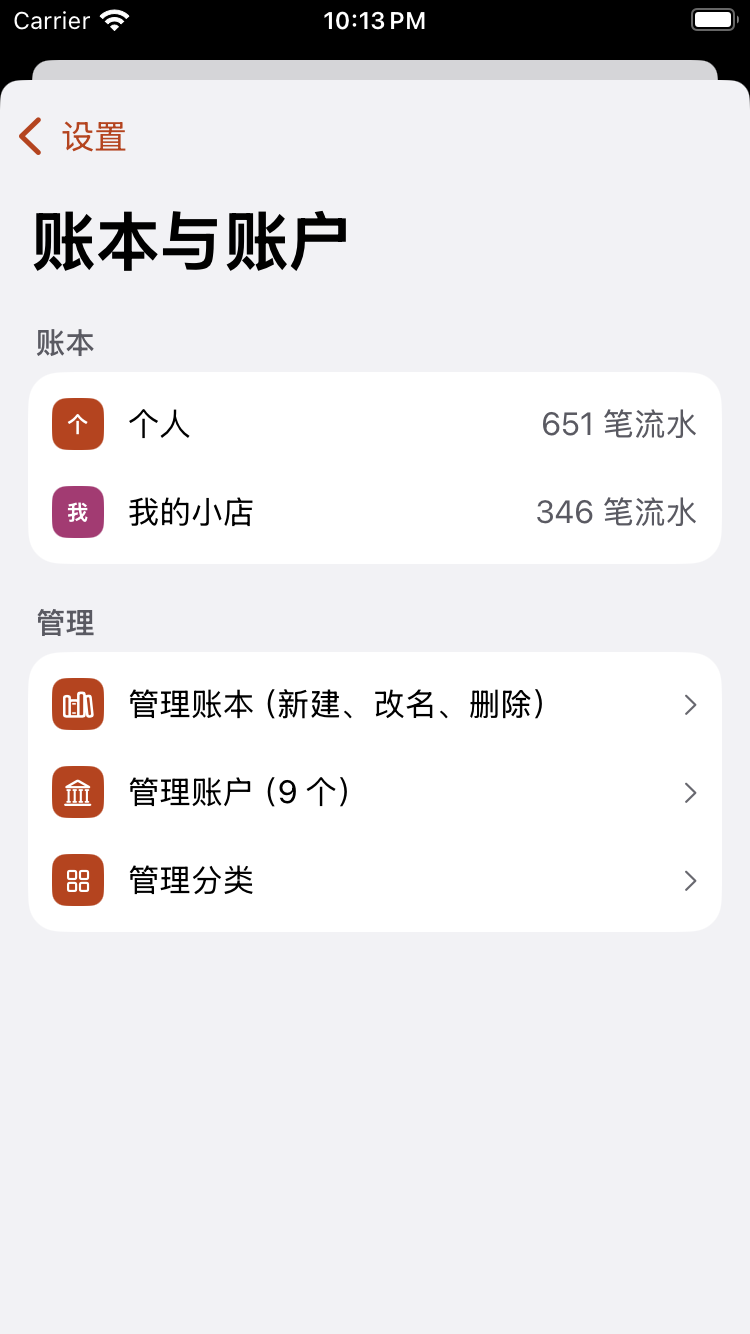 Carrier 10:13 PM
设置
账本与账户
账本
个 个人 651 笔流水
我 我的小店 346 笔流水
管理
管理账本（新建、改名、删除）
管理账户（9 个）
管理分类